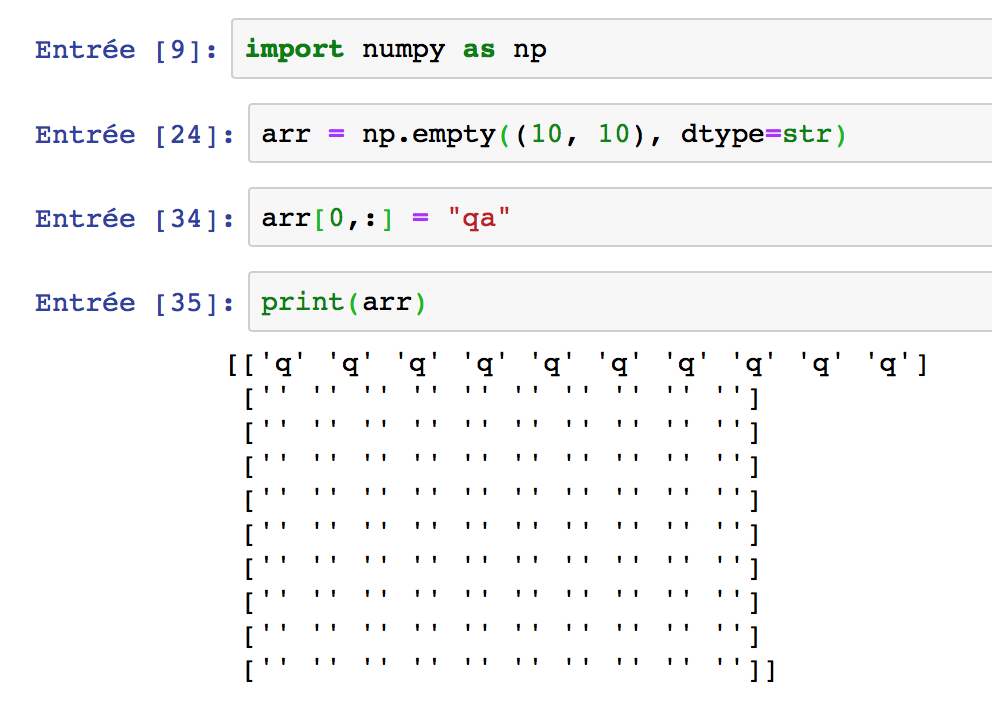 Entrée [9]: import numpy as np
Entrée [24]: arr = np.empty((10, 10), dtype=str)
Entrée [34]: arr[0,:] = "qa"
Entrée [35]: print(arr)
[['q' 'q' 'q' 'q' 'q' 'q' 'q' 'q' 'q' 'q']
['' '' '' '' '' '' '' '' '' '']
['' '' '' '' '' '' '' '' '' '']
['' '' '' '' '' '' '' '' '' '']
['' '' '' '' '' '' '' '' '' '']
['' '' '' '' '' '' '' '' '' '']
['' '' '' '' '' '' '' '' '' '']
['' '' '' '' '' '' '' '' '' '']
['' '' '' '' '' '' '' '' '' '']
['' '' '' '' '' '' '' '' '' '']]